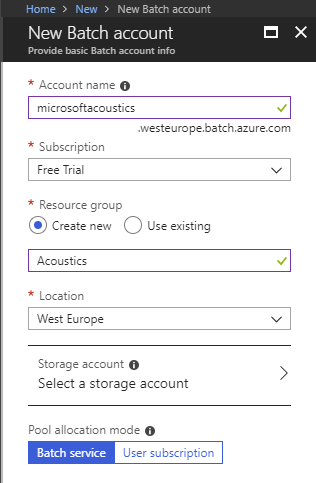 Home > New > New Batch account
New Batch account
Provide basic Batch account info
* Account name
microsoftacoustics
.westeurope.batch.azure.com
* Subscription
Free Trial
* Resource group
Create new Use existing
Acoustics
* Location
West Europe
Storage account
Select a storage account
Pool allocation mode
Batch service User subscription